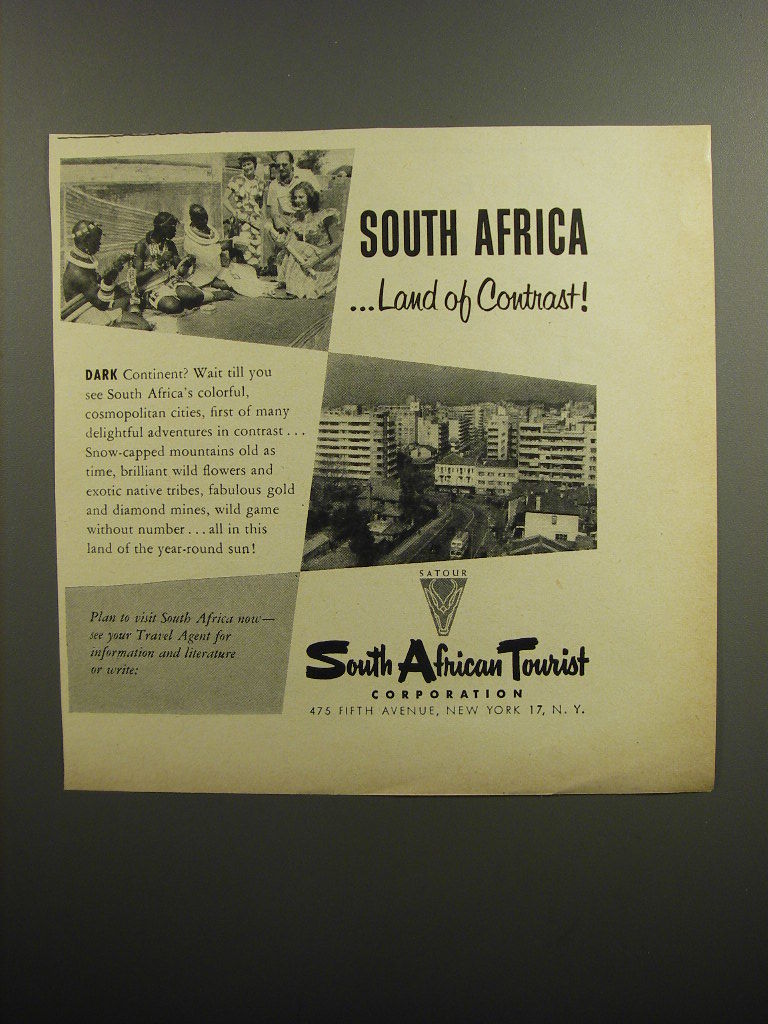 SOUTH AFRICA
...Land of Contrast!
DARK Continent? Wait till you
see South Africa's colorful,
cosmopolitan cities, first of many
delightful adventures in contrast...
Snow-capped mountains old as
time, brilliant wild flowers and
exotic native tribes, fabulous gold
and diamond mines, wild game
without number...all in this
land of the year-round sun!
Plan to visit South Africa now—
see your Travel Agent for
information and literature
or write:
SATOUR
South African Tourist
CORPORATION
475 FIFTH AVENUE, NEW YORK 17, N. Y.